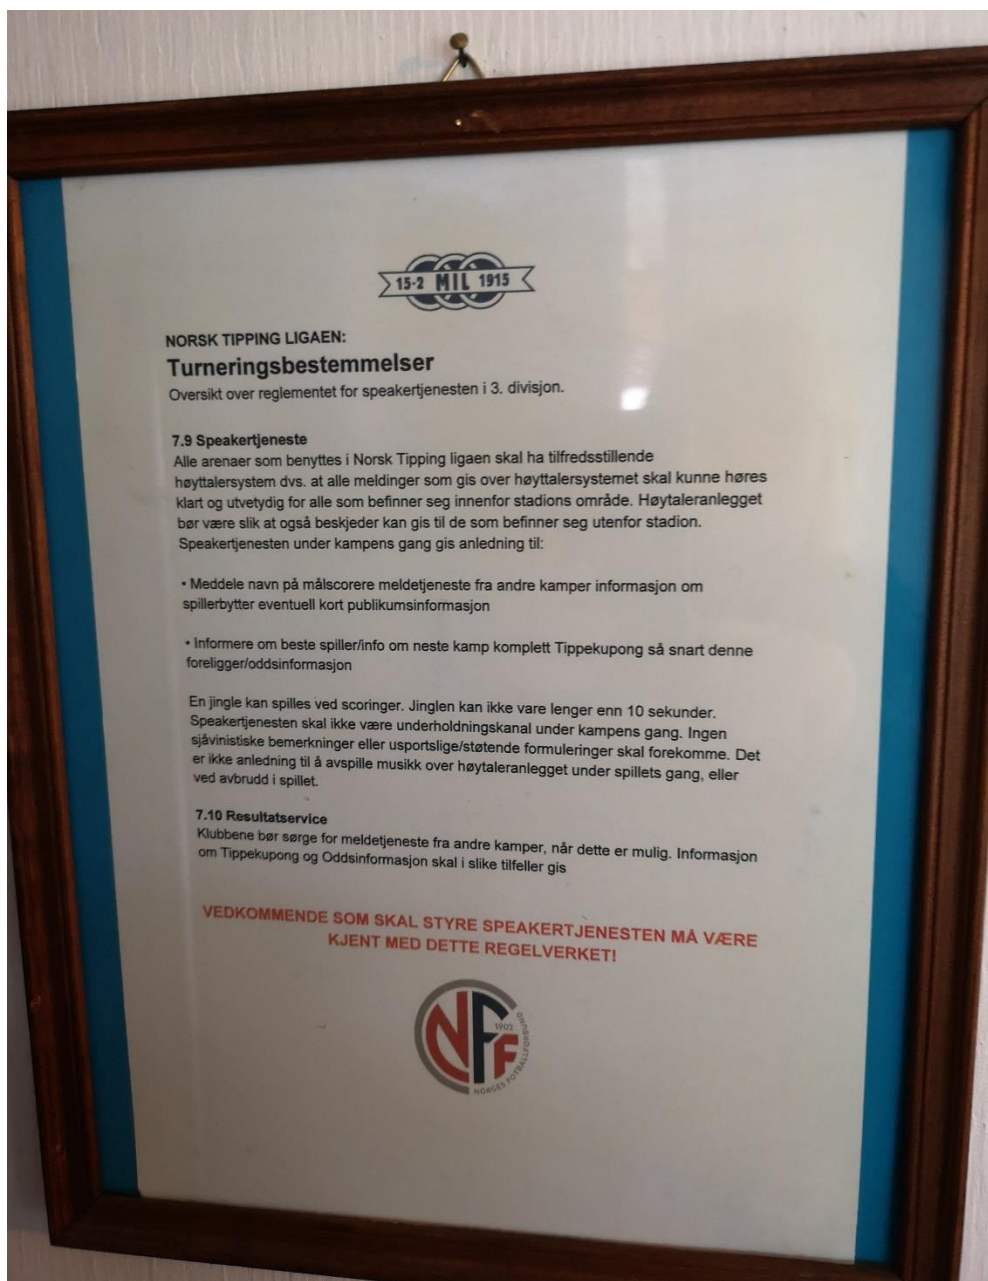 15-2 MIL 1915
NORSK TIPPING LIGAEN:
Turneringsbestemmelser
Oversikt over reglementet for speakertjenesten i 3. divisjon.
7.9 Speakertjeneste
Alle arenaer som benyttes i Norsk Tipping ligaen skal ha tilfredsstillende
høyttalersystem dvs. at alle meldinger som gis over høyttalersystemet skal kunne høres
klart og utvetydig for alle som befinner seg innenfor stadions område. Høytaleranlegget
bør være slik at også beskjeder kan gis til de som befinner seg utenfor stadion.
Speakertjenesten under kampens gang gis anledning til:
• Meddele navn på målscorere meldetjeneste fra andre kamper informasjon om
spillerbytter eventuell kort publikumsinformasjon
• Informere om beste spiller/info om neste kamp komplett Tippekupong så snart denne
foreligger/oddsinformasjon
En jingle kan spilles ved scoringer. Jinglen kan ikke vare lenger enn 10 sekunder.
Speakertjenesten skal ikke være underholdningskanal under kampens gang. Ingen
sjåvinistiske bemerkninger eller usportslige/støtende formuleringer skal forekomme. Det
er ikke anledning til å avspille musikk over høytaleranlegget under spillets gang, eller
ved avbrudd i spillet.
7.10 Resultatservice
Klubbene bør sørge for meldetjeneste fra andre kamper, når dette er mulig. Informasjon
om Tippekupong og Oddsinformasjon skal i slike tilfeller gis
VEDKOMMENDE SOM SKAL STYRE SPEAKERTJENESTEN MÅ VÆRE
KJENT MED DETTE REGELVERKET!
NFF
1902
NORGES FOTBALLFORBUND